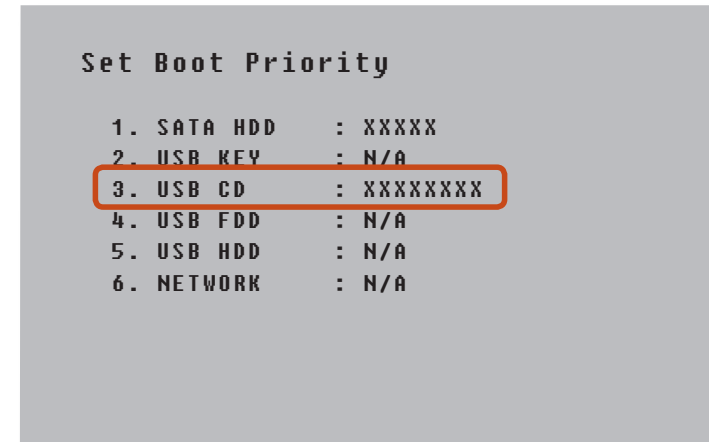 Set Boot Priority
1. SATA HDD : XXXXX
2. USB KEY : N/A
3. USB CD : XXXXXXXX
4. USB FDD : N/A
5. USB HDD : N/A
6. NETWORK : N/A